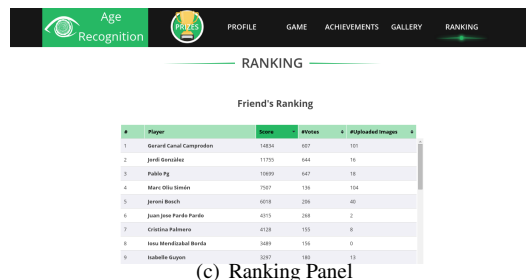 Age Recognition
PRIZES
PROFILE GAME ACHIEVEMENTS GALLERY RANKING
RANKING
Friend's Ranking
# Player Score #Votes #Uploaded Images
1 Gerard Canal Camprodon 14834 607 101
2 Jordi Gonzàlez 11755 644 16
3 Pablo Pg 10699 647 18
4 Marc Oliu Simón 7507 136 104
5 Jeroni Bosch 6018 206 40
6 Juan Jose Pardo Pardo 4315 268 2
7 Cristina Palmero 4128 155 8
8 Iosu Mendizabal Borda 3489 156 0
9 Isabelle Guyon 3297 180 13
(c) Ranking Panel